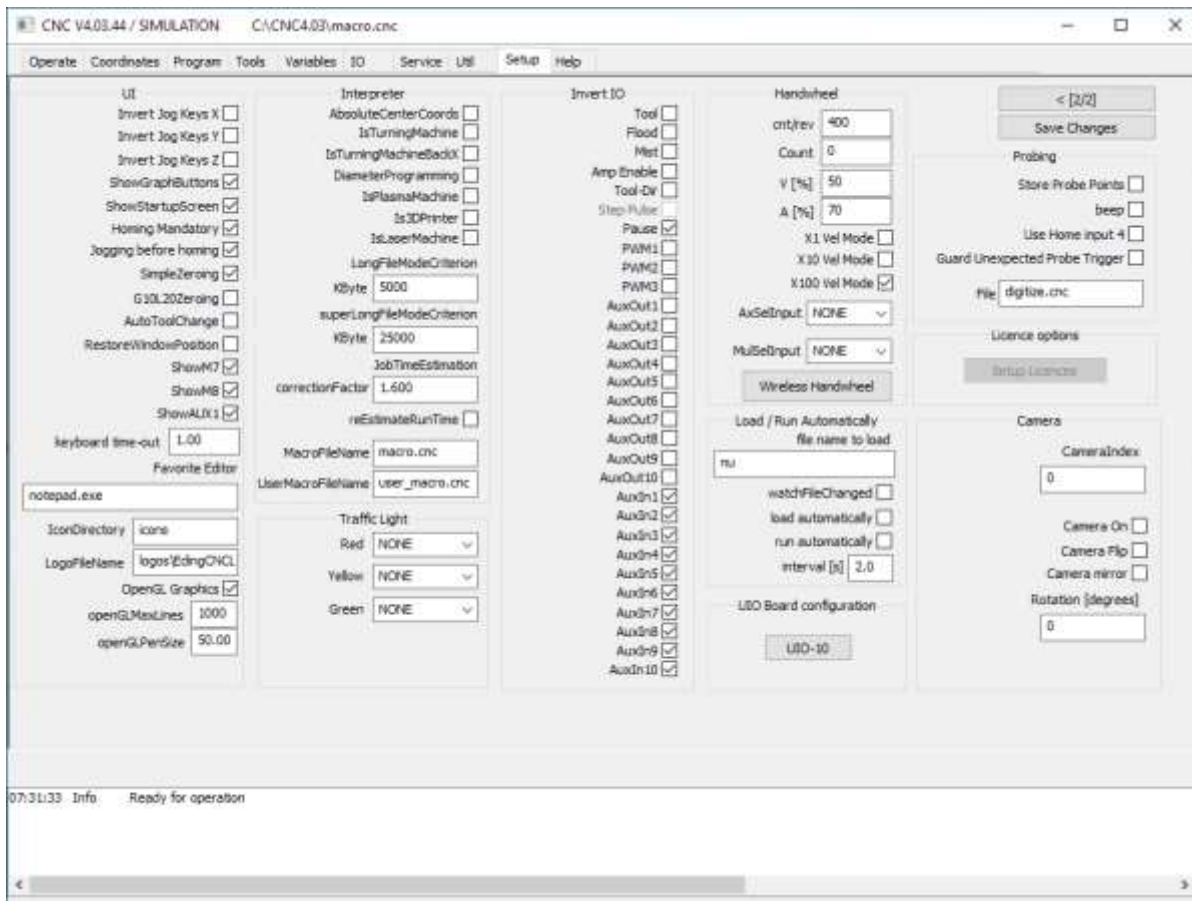 CNC V4.03.44 / SIMULATION C:\CNC4.03\macro.cnc
Operate Coordinates Program Tools Variables IO Service Util Setup Help
UI
Invert Jog Keys X
Invert Jog Keys Y
Invert Jog Keys Z
ShowGraphButtons
ShowStartupScreen
Homing Mandatory
Jogging before homing
SimpleZeroing
G10L20Zeroing
AutoToolChange
RestoreWindowPosition
ShowM7
ShowM8
ShowAUX1
keyboard time-out 1.00
Favorite Editor
notepad.exe
IconDirectory icons
LogoFileName logos\EdingCNCL
OpenGL Graphics
openGLMaxLines 1000
openGLPenSize 50.00
Interpreter
AbsoluteCenterCoords
IsTurningMachine
IsTurningMachineBackX
DiameterProgramming
IsPlasmaMachine
Is3DPrinter
IsLaserMachine
LongFileModeCriterion
KByte 5000
superLongFileModeCriterion
KByte 25000
JobTimeEstimation
correctionFactor 1.600
reEstimateRunTime
MacroFileName macro.cnc
UserMacroFileName user_macro.cnc
Traffic Light
Red NONE
Yellow NONE
Green NONE
Invert IO
Tool
Flood
Mist
Amp Enable
Tool-Dir
Step Pulse
Pause
PWM1
PWM2
PWM3
AuxOut1
AuxOut2
AuxOut3
AuxOut4
AuxOut5
AuxOut6
AuxOut7
AuxOut8
AuxOut9
AuxOut10
AuxIn1
AuxIn2
AuxIn3
AuxIn4
AuxIn5
AuxIn6
AuxIn7
AuxIn8
AuxIn9
AuxIn10
Handwheel
cnt/rev 400
Count 0
V [%] 50
A [%] 70
X1 Vel Mode
X10 Vel Mode
X100 Vel Mode
AxSelInput NONE
MulSelInput NONE
Wireless Handwheel
Load / Run Automatically
file name to load
nu
watchFileChanged
load automatically
run automatically
interval [s] 2.0
UIO Board configuration
UIO-10
< [2/2]
Save Changes
Probing
Store Probe Points
beep
Use Home input 4
Guard Unexpected Probe Trigger
File digitize.cnc
Licence options
Setup Licences
Camera
CameraIndex
0
Camera On
Camera Flip
Camera mirror
Rotation [degrees]
0
07:31:33 Info Ready for operation